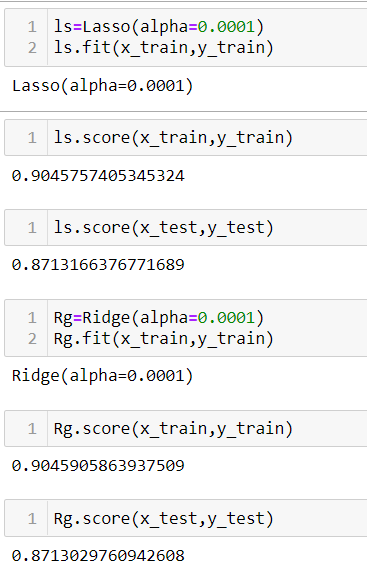 1 ls=Lasso(alpha=0.0001)
2 ls.fit(x_train,y_train)
Lasso(alpha=0.0001)
1 ls.score(x_train,y_train)
0.9045757405345324
1 ls.score(x_test,y_test)
0.8713166376771689
1 Rg=Ridge(alpha=0.0001)
2 Rg.fit(x_train,y_train)
Ridge(alpha=0.0001)
1 Rg.score(x_train,y_train)
0.9045905863937509
1 Rg.score(x_test,y_test)
0.8713029760942608